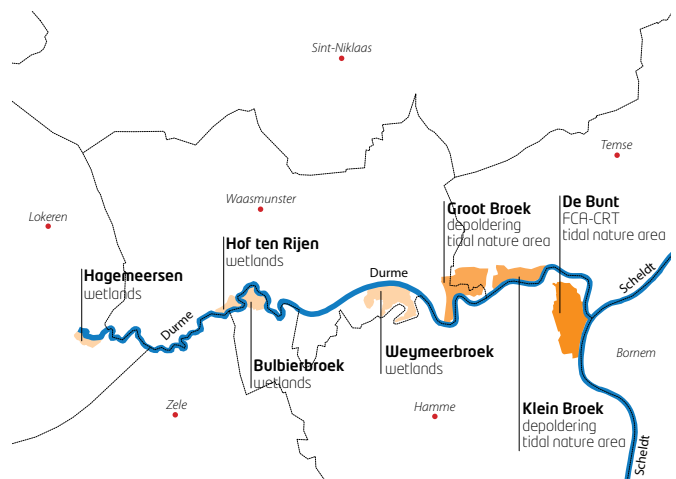 Sint-Niklaas
Temse
Waasmunster
Lokeren
Groot Broek
depoldering
tidal nature area
De Bunt
FCA-CRT
tidal nature area
Hof ten Rijen
wetlands
Hagemeersen
wetlands
Durme
Scheldt
Durme
Bulbierbroek
wetlands
Weymeerbroek
wetlands
Bornem
Zele
Hamme
Klein Broek
depoldering
tidal nature area
Scheldt